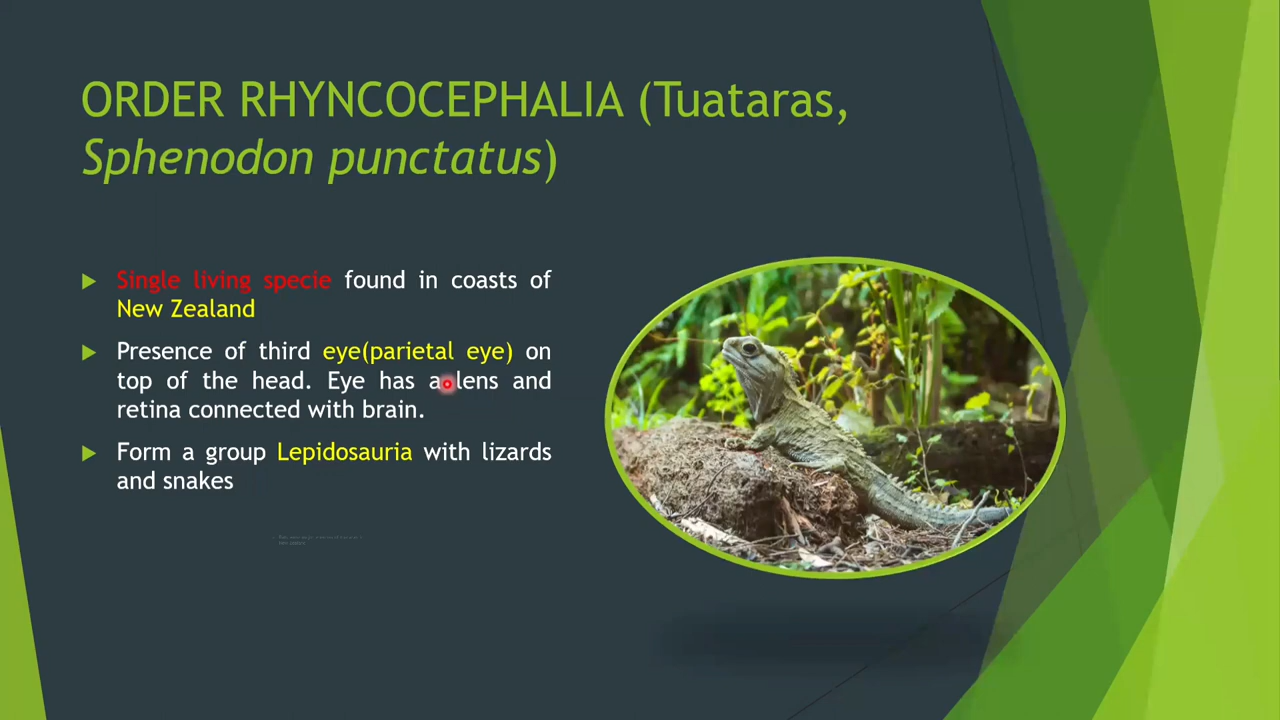 ORDER RHYNCOCEPHALIA (Tuataras,
Sphenodon punctatus)
Single living specie found in coasts of
New Zealand
Presence of third eye(parietal eye) on
top of the head. Eye has a lens and
retina connected with brain.
Form a group Lepidosauria with lizards
and snakes